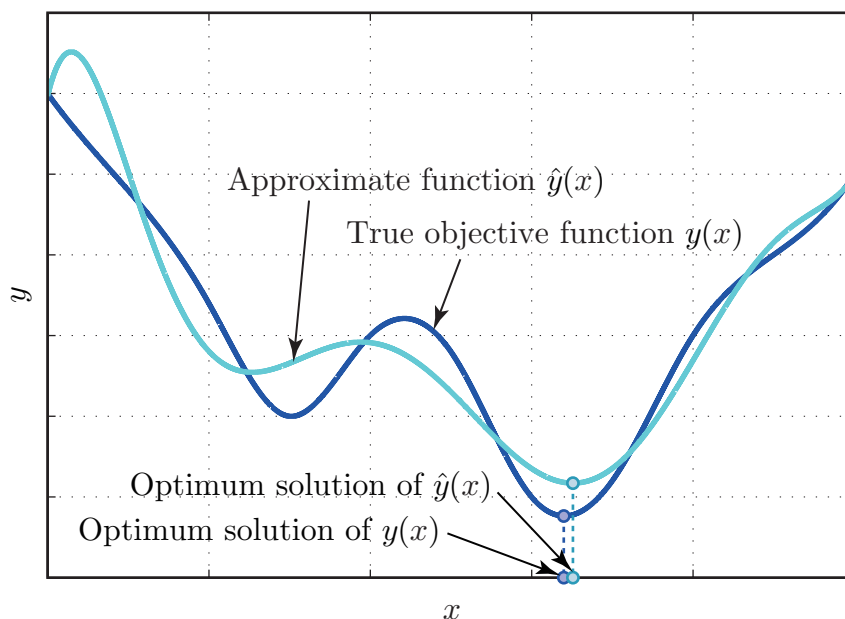 Approximate function ŷ(x)
True objective function y(x)
y
Optimum solution of ŷ(x)
Optimum solution of y(x)
x